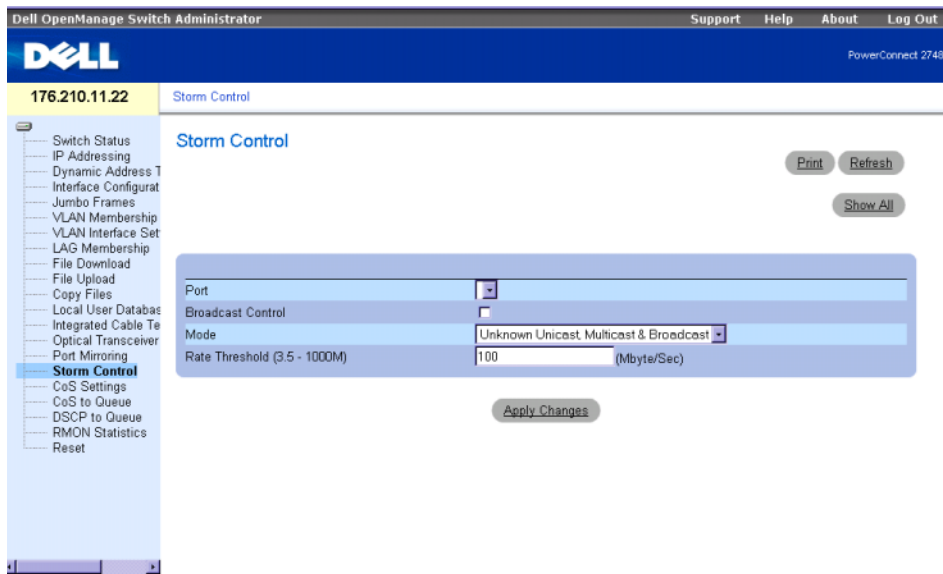 Dell OpenManage Switch Administrator Support Help About Log Out
DELL
PowerConnect 2748
176.210.11.22
Storm Control
Switch Status
IP Addressing
Dynamic Address T
Interface Configurat
Jumbo Frames
VLAN Membership
VLAN Interface Set
LAG Membership
File Download
File Upload
Copy Files
Local User Databas
Integrated Cable Te
Optical Transceiver
Port Mirroring
Storm Control
CoS Settings
CoS to Queue
DSCP to Queue
RMON Statistics
Reset
Storm Control
Print Refresh
Show All
Port
Broadcast Control
Mode Unknown Unicast, Multicast & Broadcast
Rate Threshold (3.5 - 1000M) 100 (Mbyte/Sec)
Apply Changes